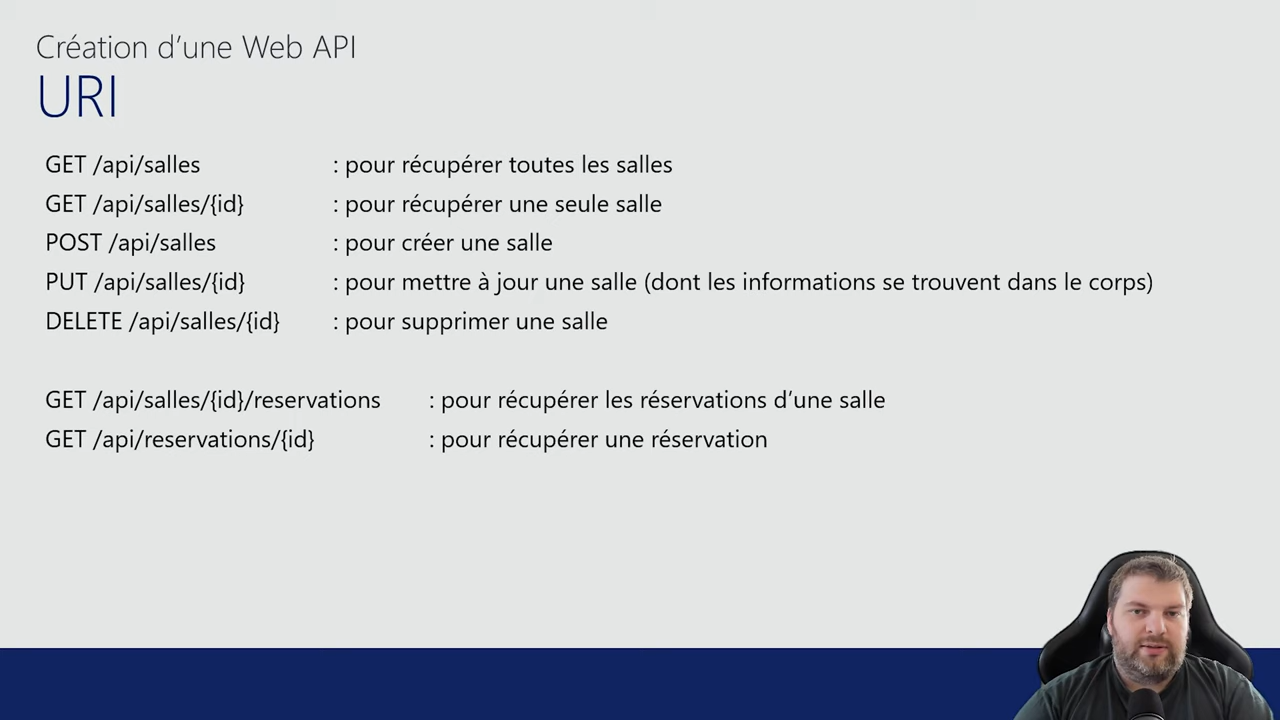 Création d’une Web API
URI
GET /api/salles : pour récupérer toutes les salles
GET /api/salles/{id} : pour récupérer une seule salle
POST /api/salles : pour créer une salle
PUT /api/salles/{id} : pour mettre à jour une salle (dont les informations se trouvent dans le corps)
DELETE /api/salles/{id} : pour supprimer une salle
GET /api/salles/{id}/reservations : pour récupérer les réservations d’une salle
GET /api/reservations/{id} : pour récupérer une réservation